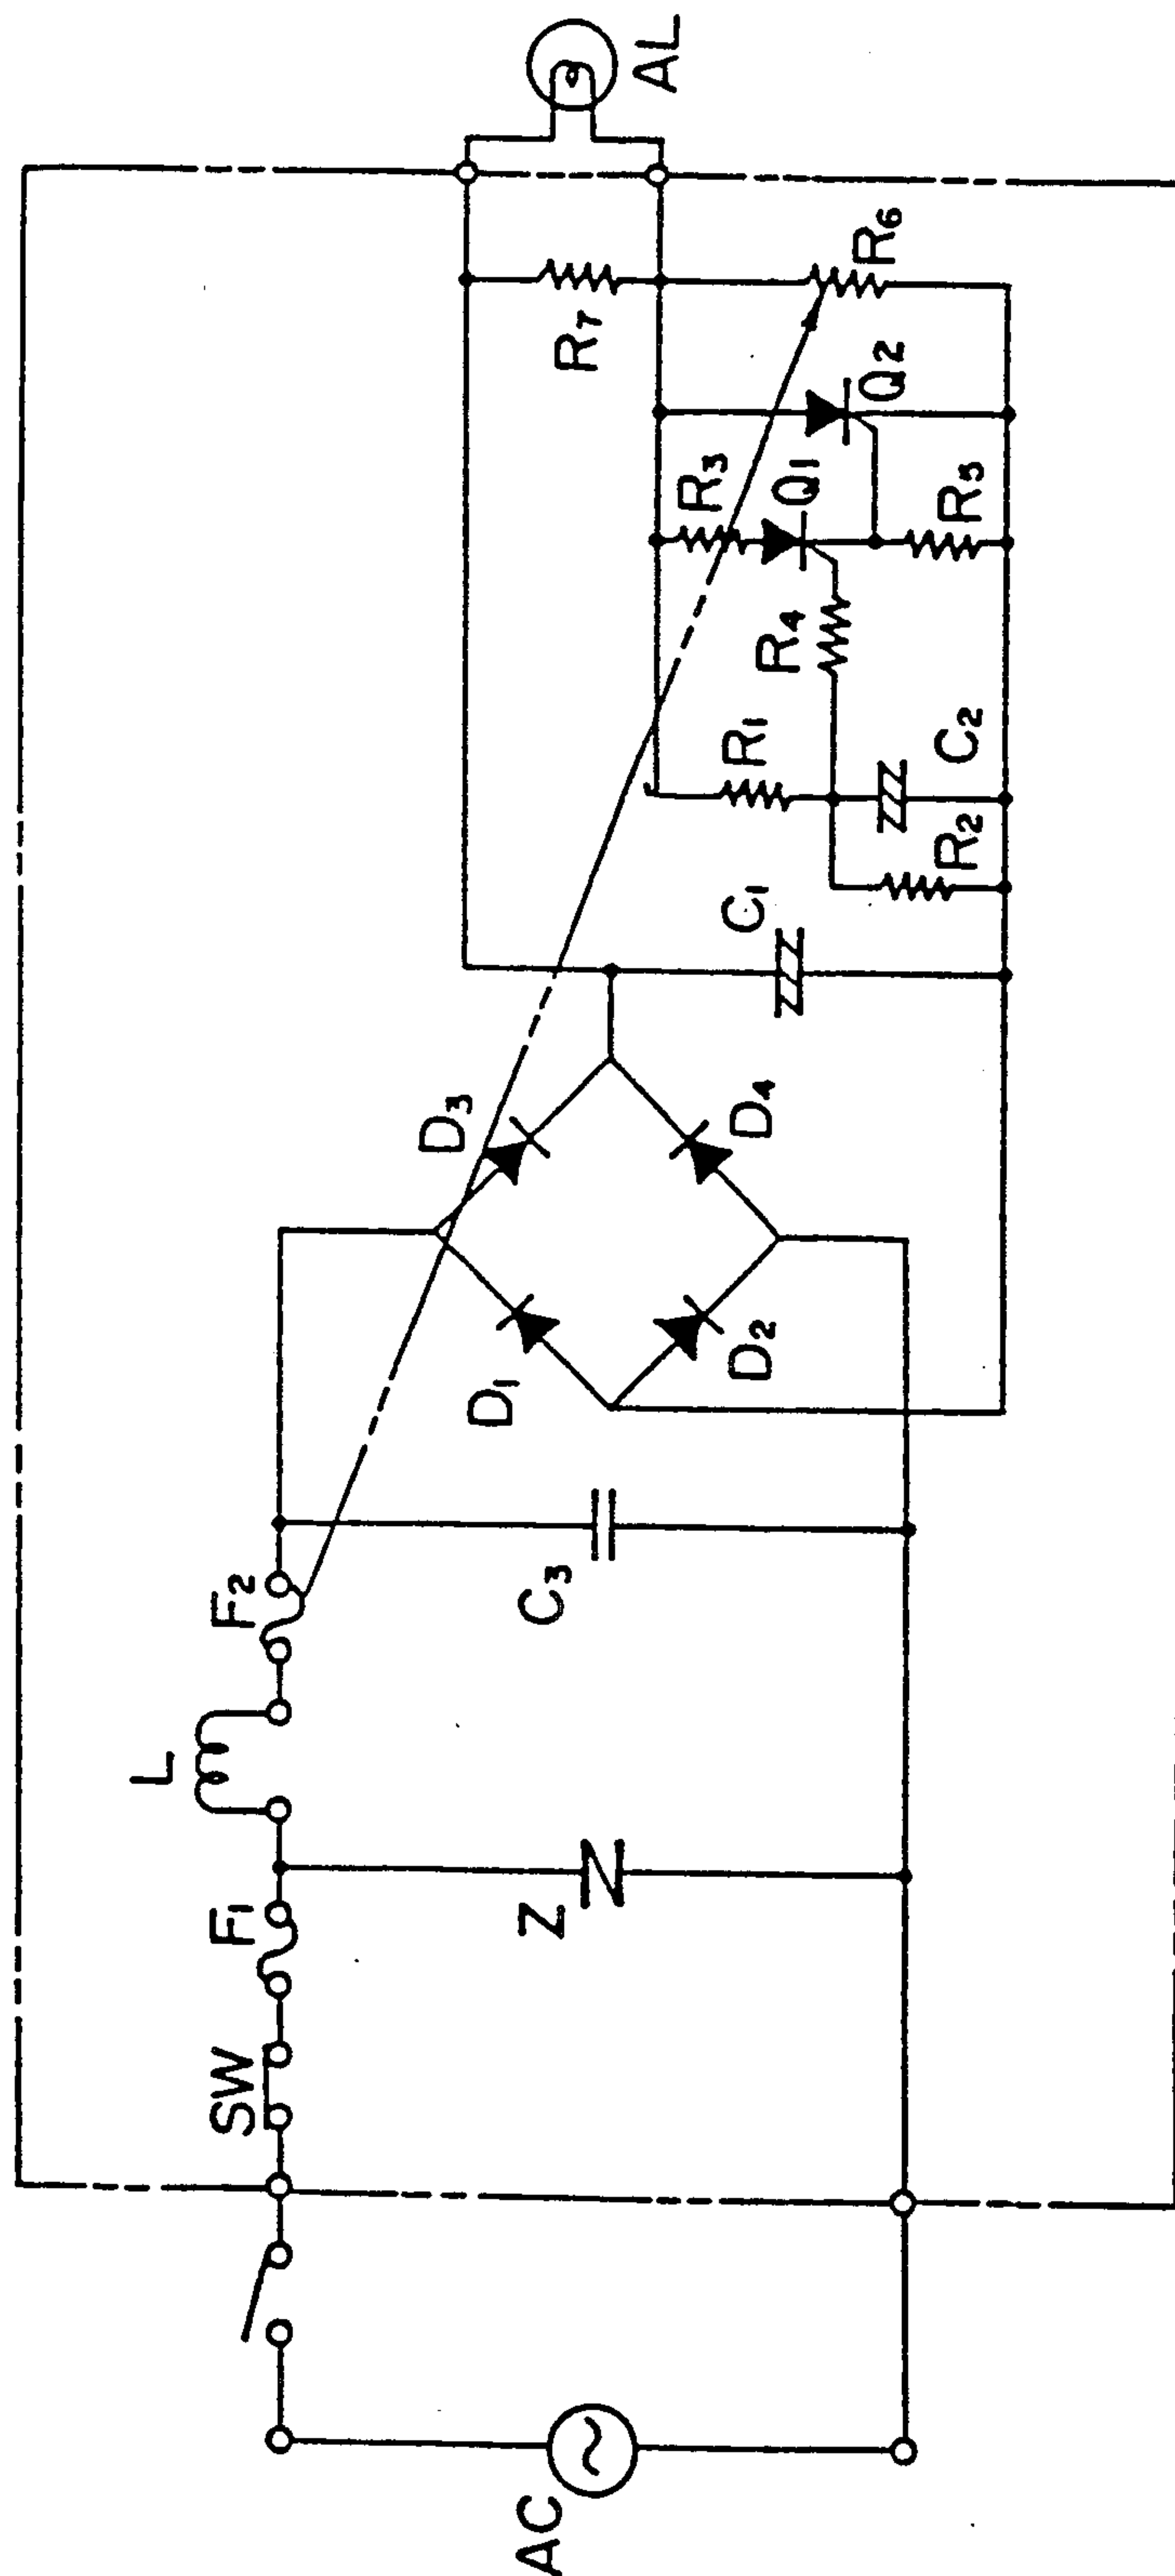 AC
SW
F1
Z
L
F2
C3
D1
D2
D3
D4
C1
R2
C2
R1
R4
R3
Q1
R5
Q2
R7
R6
AL